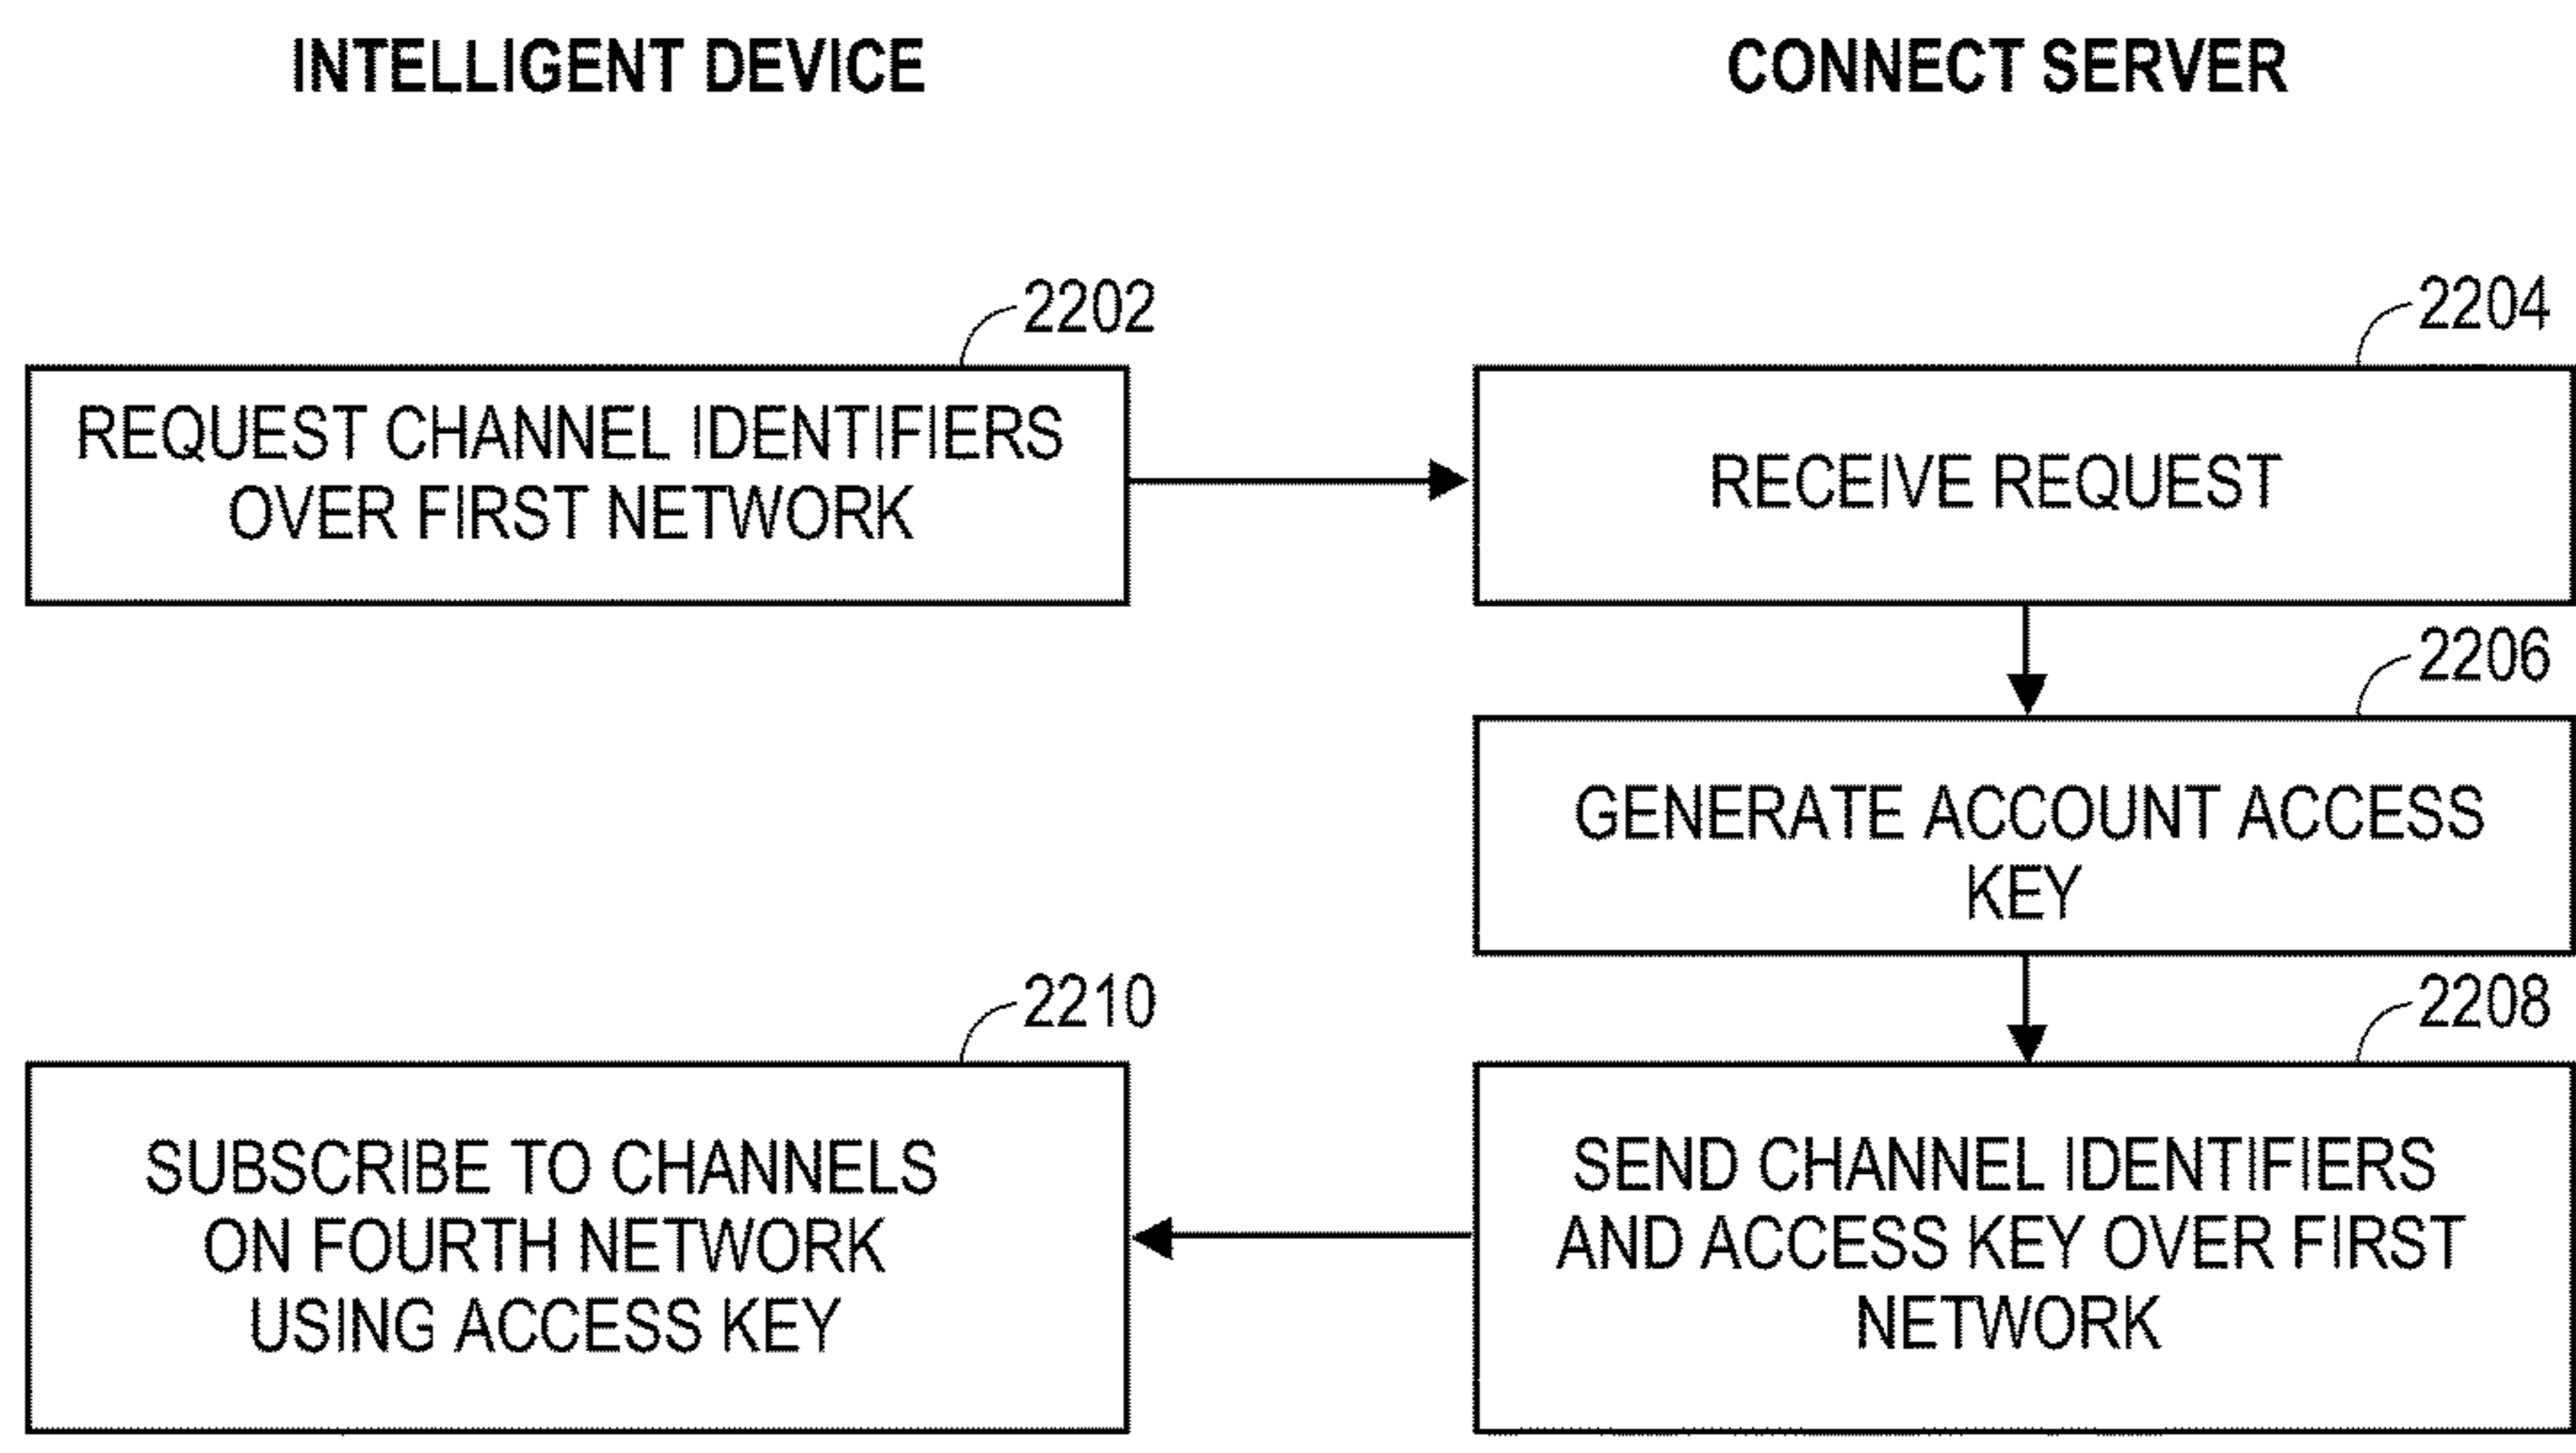 INTELLIGENT DEVICE
CONNECT SERVER
2202
2204
REQUEST CHANNEL IDENTIFIERS
OVER FIRST NETWORK
RECEIVE REQUEST
2206
GENERATE ACCOUNT ACCESS
KEY
2210
2208
SUBSCRIBE TO CHANNELS
ON FOURTH NETWORK
USING ACCESS KEY
SEND CHANNEL IDENTIFIERS
AND ACCESS KEY OVER FIRST
NETWORK